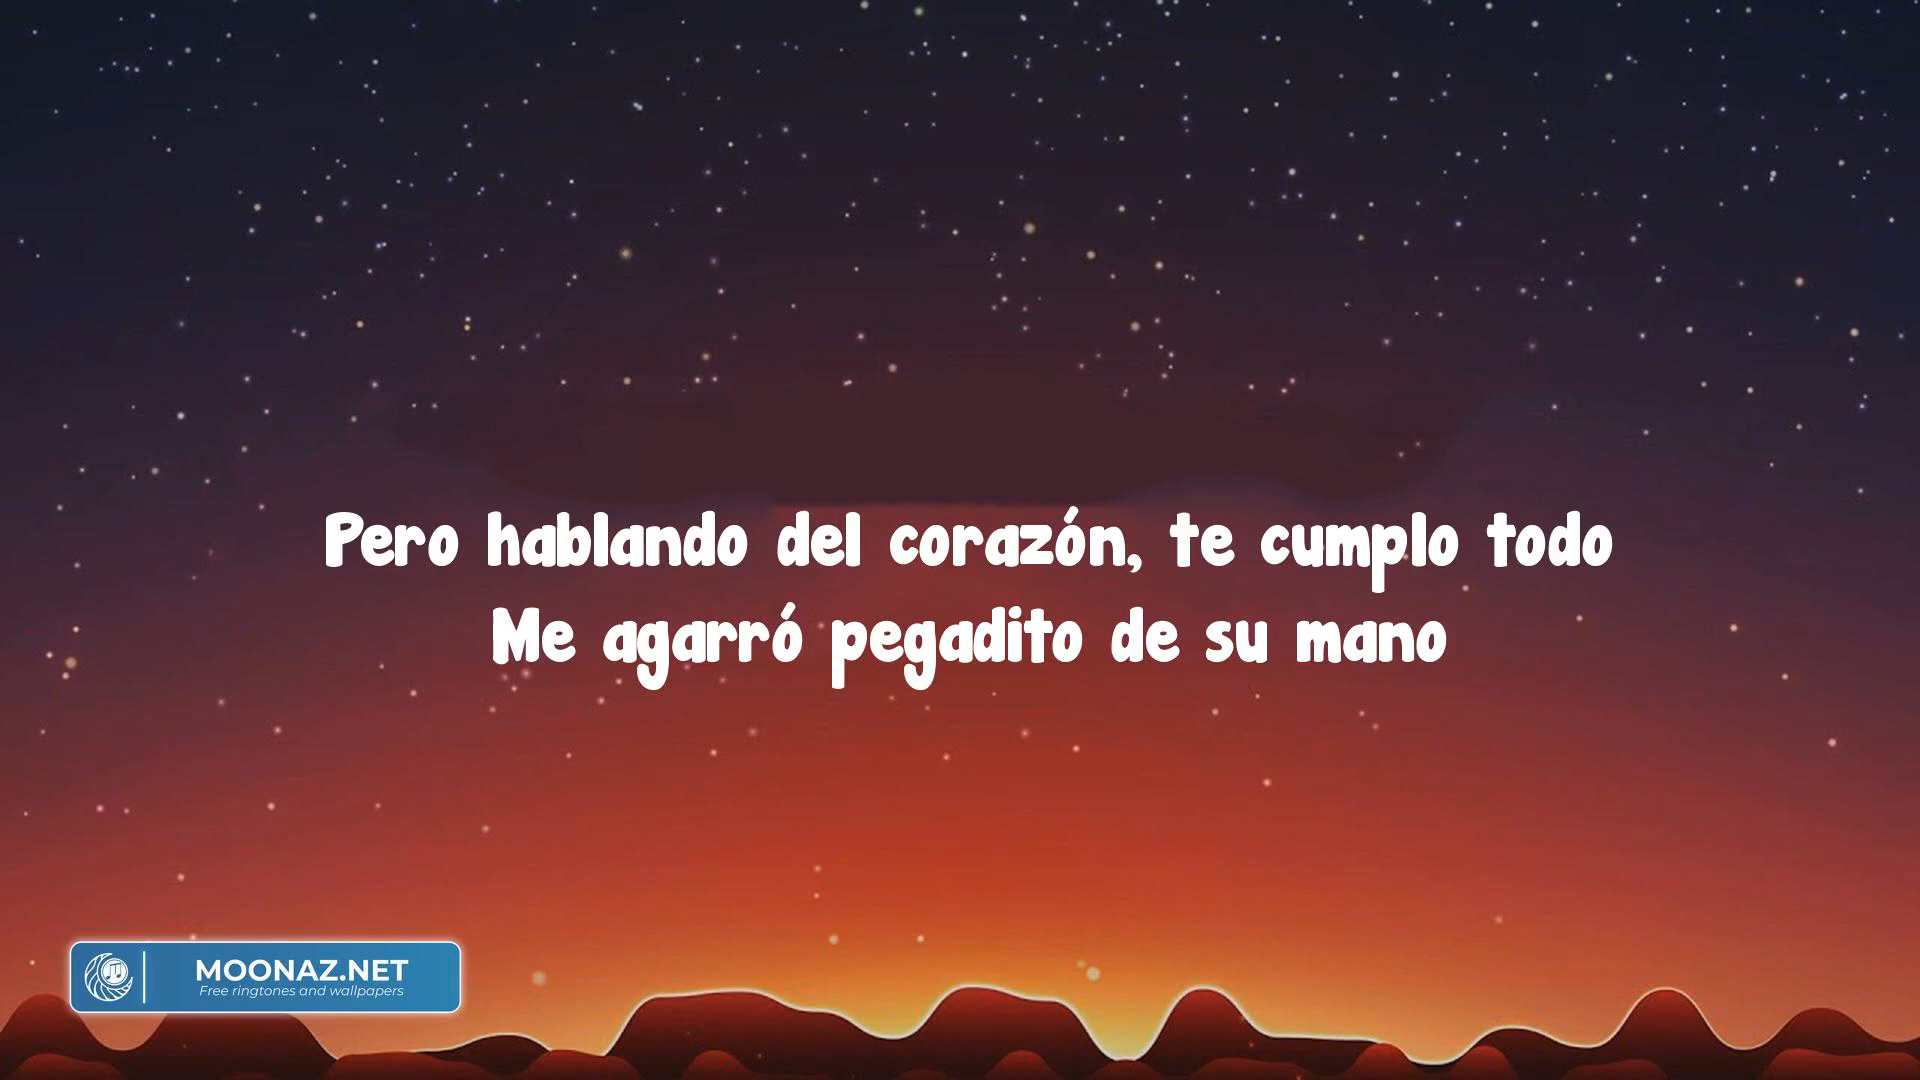 Pero hablando del corazón, te cumplo todo
Me agarró pegadito de su mano
MOONAZ.NET
Free ringtones and wallpapers